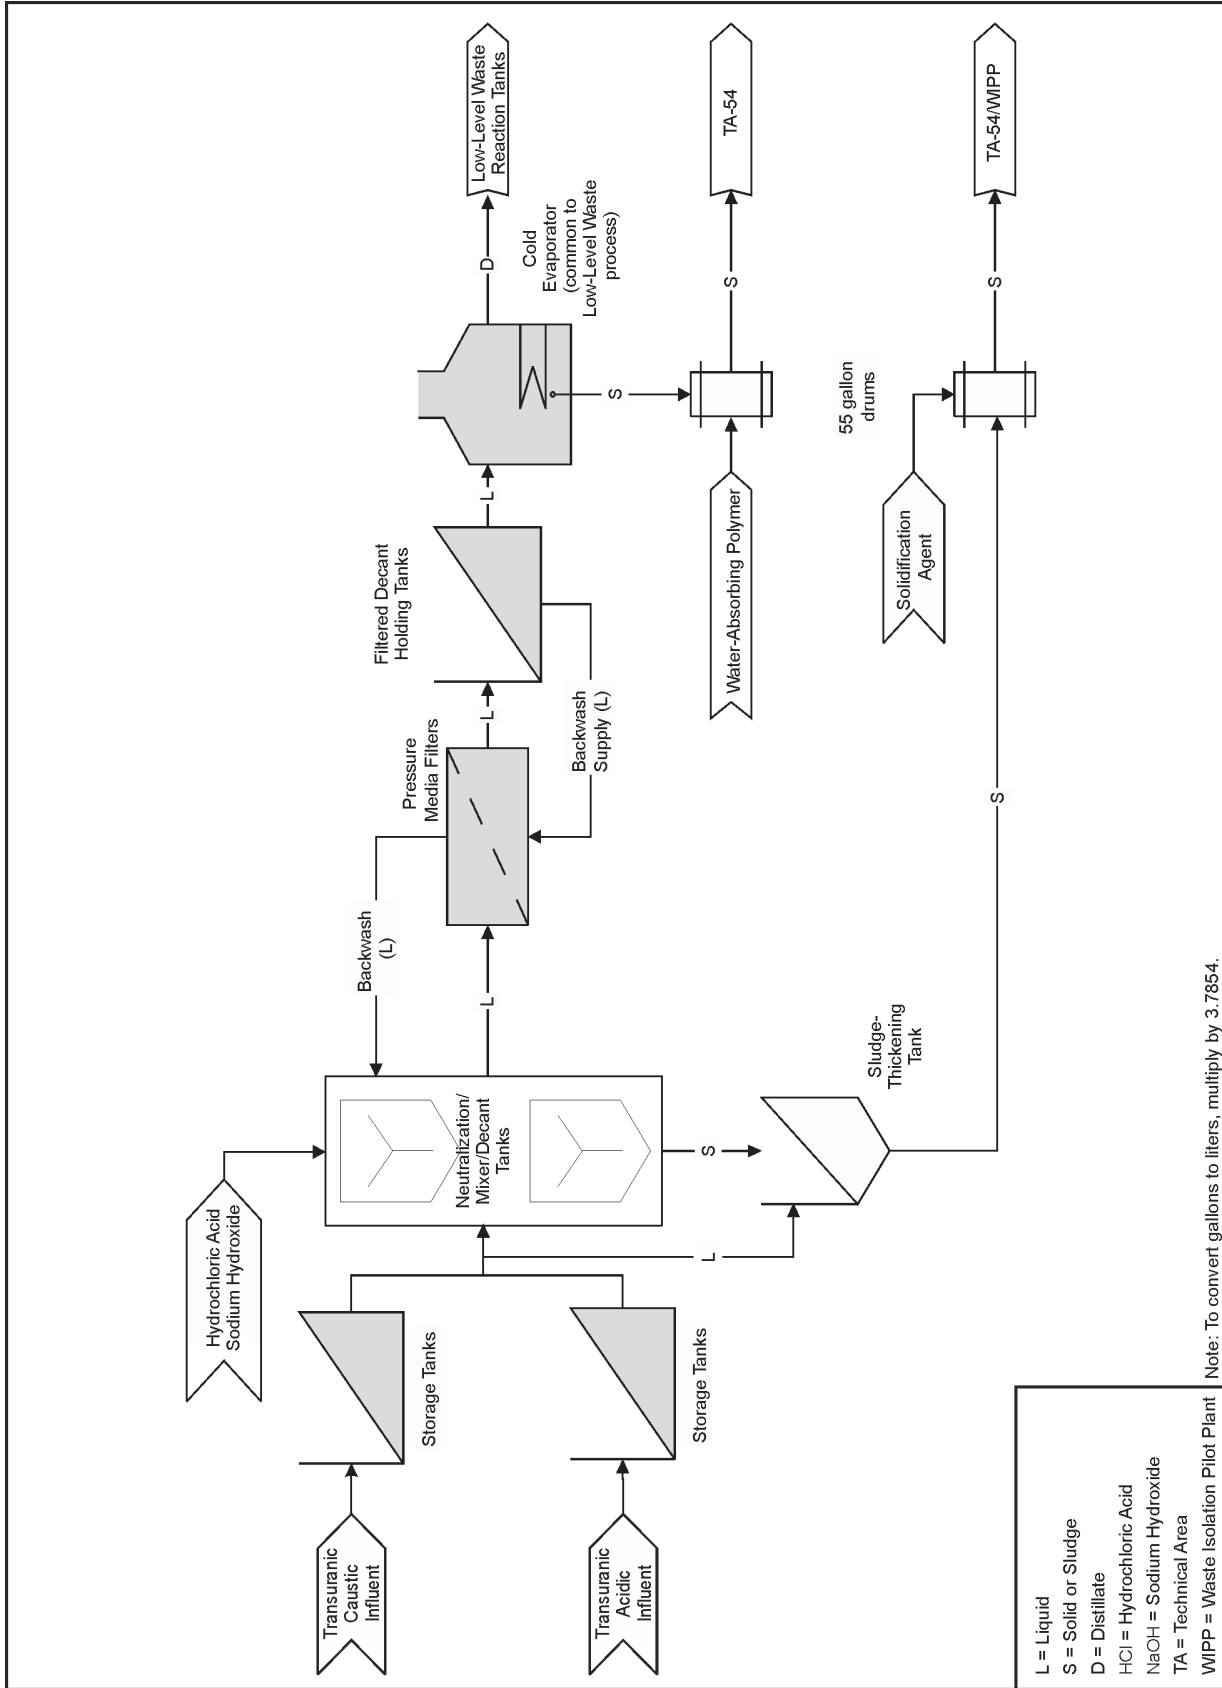 Transuranic
Caustic
Influent
Storage Tanks
Transuranic
Acidic
Influent
Storage Tanks
Hydrochloric Acid
Sodium Hydroxide
Neutralization/
Mixer/Decant
Tanks
L
S
Sludge-
Thickening
Tank
L
Backwash
(L)
Pressure
Media Filters
L
Backwash
Supply (L)
Filtered Decant
Holding Tanks
L
Cold
Evaporator
(common to
Low-Level Waste
process)
D
Low-Level Waste
Reaction Tanks
S
Water-Absorbing Polymer
S
TA-54
Solidification
Agent
55 gallon
drums
S
S
TA-54/WIPP
L = Liquid
S = Solid or Sludge
D = Distillate
HCl = Hydrochloric Acid
NaOH = Sodium Hydroxide
TA = Technical Area
WIPP = Waste Isolation Pilot Plant
Note: To convert gallons to liters, multiply by 3.7854.